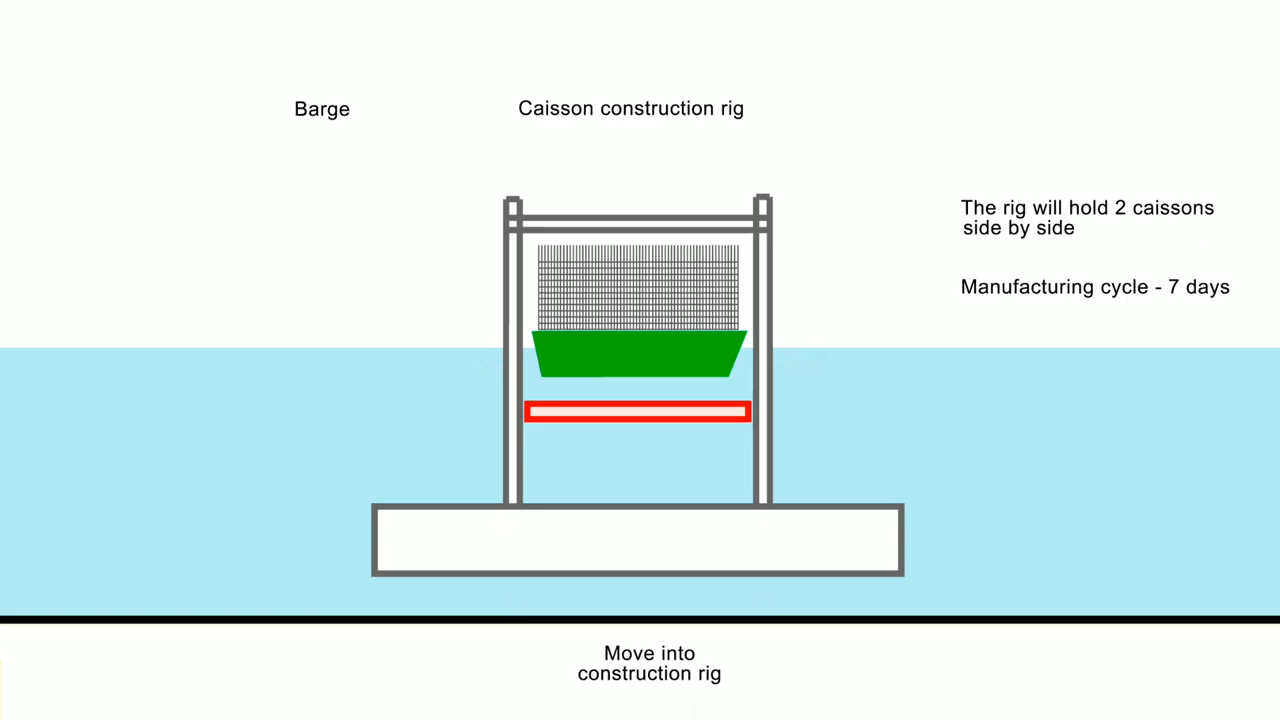 Barge
Caisson construction rig
The rig will hold 2 caissons
side by side
Manufacturing cycle - 7 days
Move into
construction rig